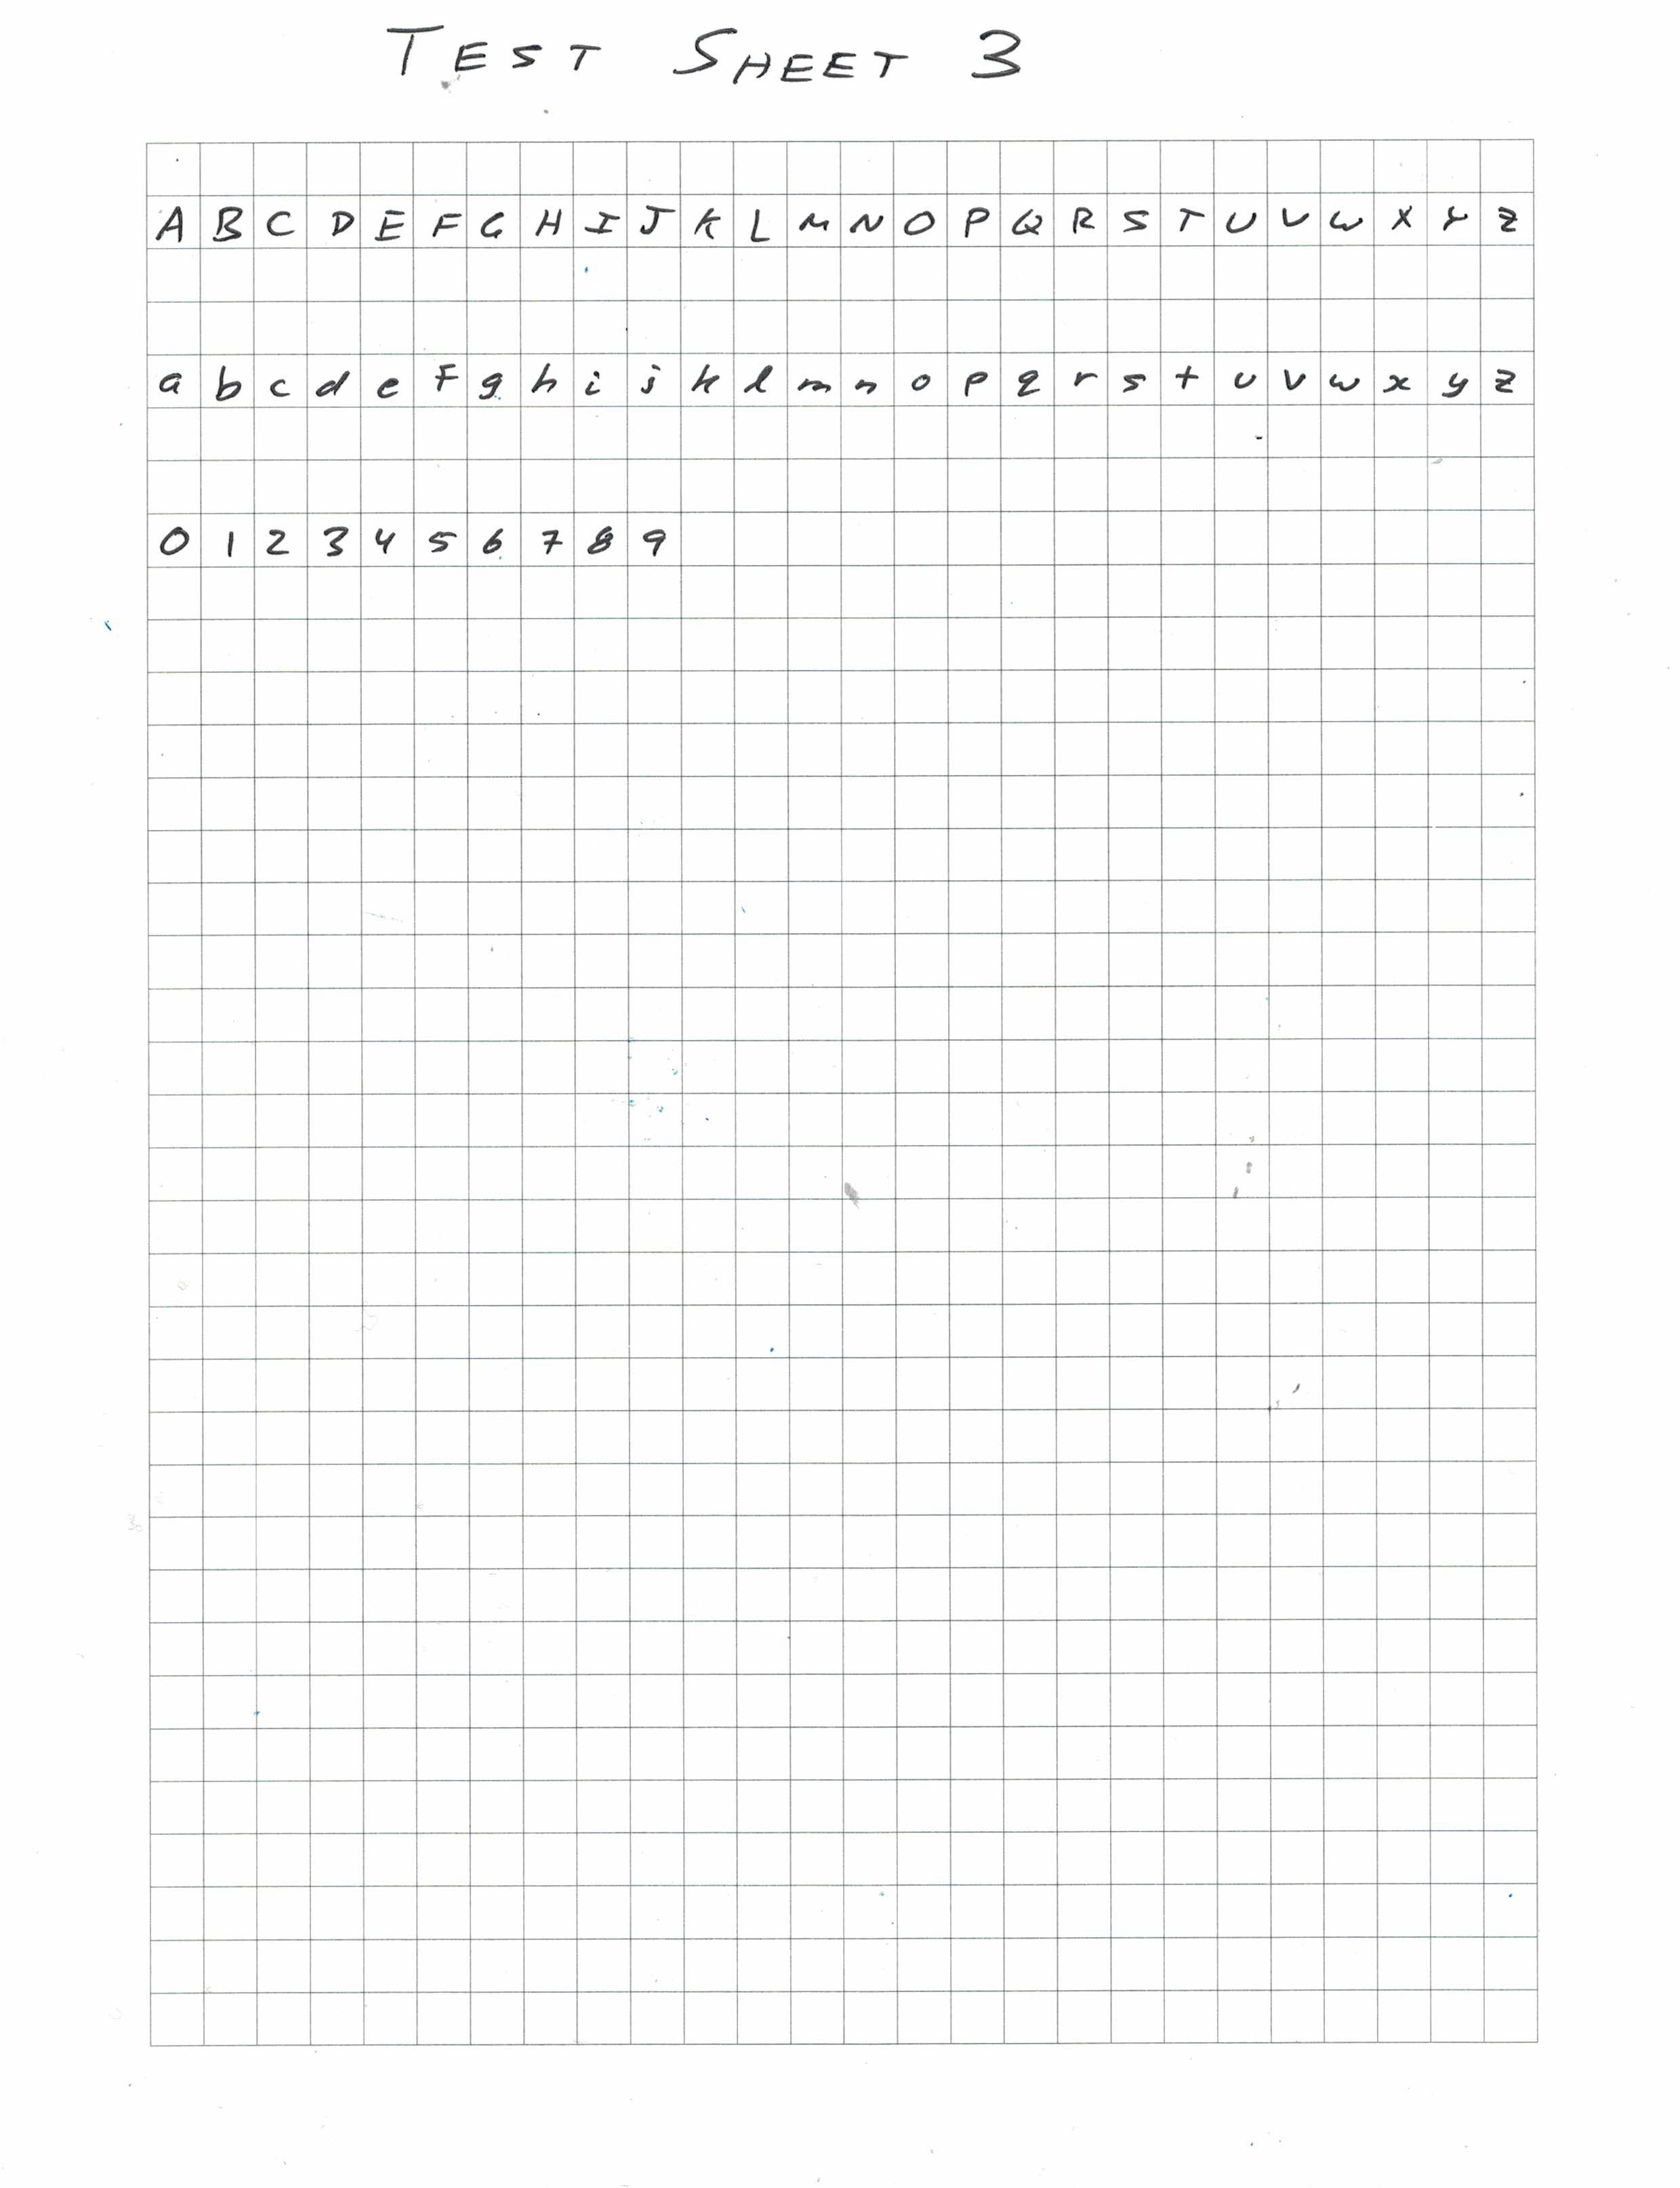 TEST SHEET 3
A B C D E F G H I J K L M N O P Q R S T U V W X Y Z
a b c d e f g h i j k l m n o p q r s t u v w x y z
0 1 2 3 4 5 6 7 8 9